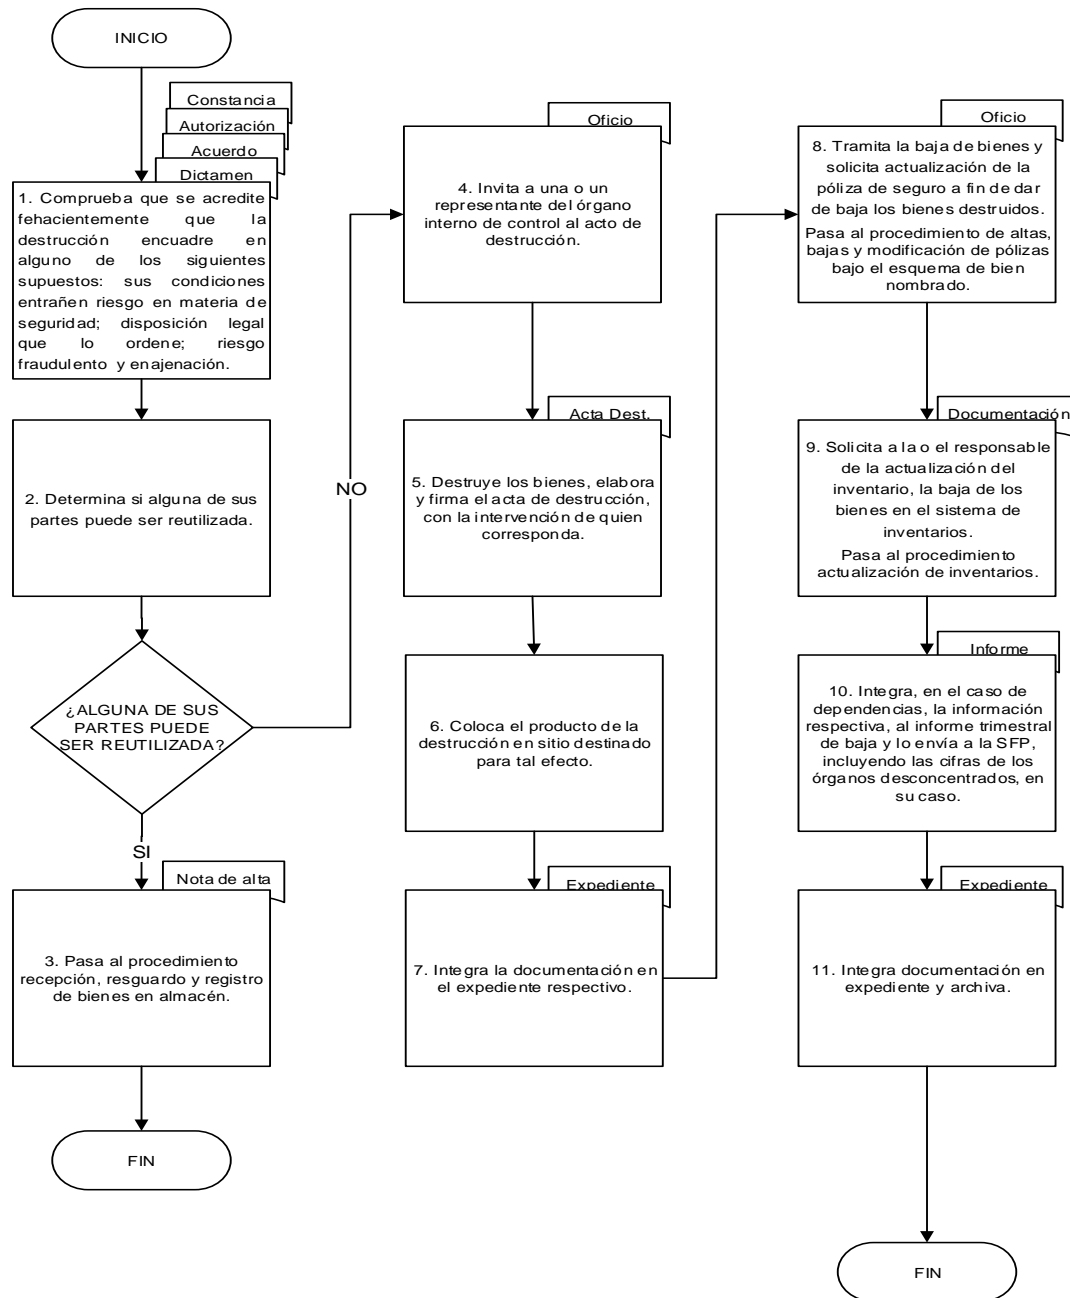 INICIO
Constancia
Autorización
Acuerdo
Dictamen
1. Comprueba que se acredite
fehacientemente que la
destrucción encuadre en
alguno de los siguientes
supuestos: sus condiciones
entrañen riesgo en materia de
seguridad; disposición legal
que lo ordene; riesgo
fraudulento y enajenación.
2. Determina si alguna de sus
partes puede ser reutilizada.
¿ALGUNA DE SUS
PARTES PUEDE
SER REUTILIZADA?
NO
SI
Nota de alta
3. Pasa al procedimiento
recepción, resguardo y registro
de bienes en almacén.
FIN
Oficio
4. Invita a una o un
representante del órgano
interno de control al acto de
destrucción.
Acta Dest.
5. Destruye los bienes, elabora
y firma el acta de destrucción,
con la intervención de quien
corresponda.
6. Coloca el producto de la
destrucción en sitio destinado
para tal efecto.
Expediente
7. Integra la documentación en
el expediente respectivo.
Oficio
8. Tramita la baja de bienes y
solicita actualización de la
póliza de seguro a fin de dar
de baja los bienes destruidos.
Pasa al procedimiento de altas,
bajas y modificación de pólizas
bajo el esquema de bien
nombrado.
Documentación
9. Solicita a la o el responsable
de la actualización del
inventario, la baja de los
bienes en el sistema de
inventarios.
Pasa al procedimiento
actualización de inventarios.
Informe
10. Integra, en el caso de
dependencias, la información
respectiva, al informe trimestral
de baja y lo envía a la SFP,
incluyendo las cifras de los
órganos desconcentrados, en
su caso.
Expediente
11. Integra documentación en
expediente y archiva.
FIN